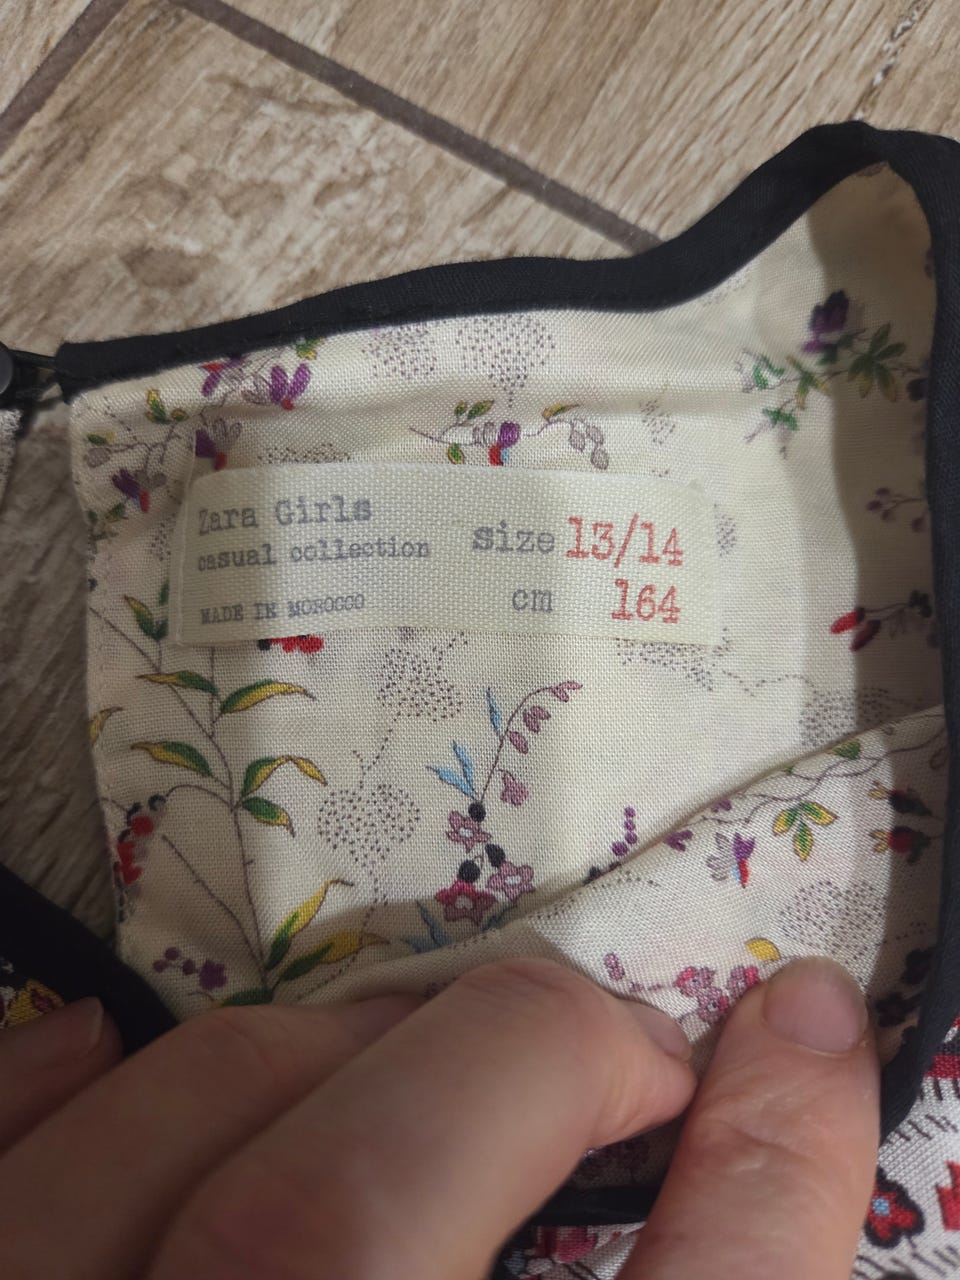 Zara Girls
casual collection
MADE IN MOROCCO
size 13/14
cm 164